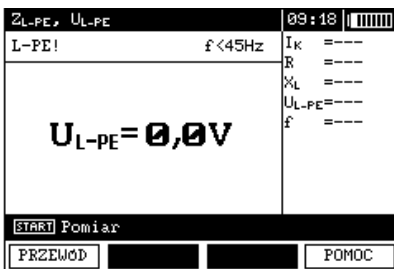 ZL-PE, UL-PE 09:18
L-PE! f<45Hz
IK =---
R =---
XL =---
UL-PE=---
f =---
UL-PE=0,0V
START Pomiar
PRZEWÓD POMOC